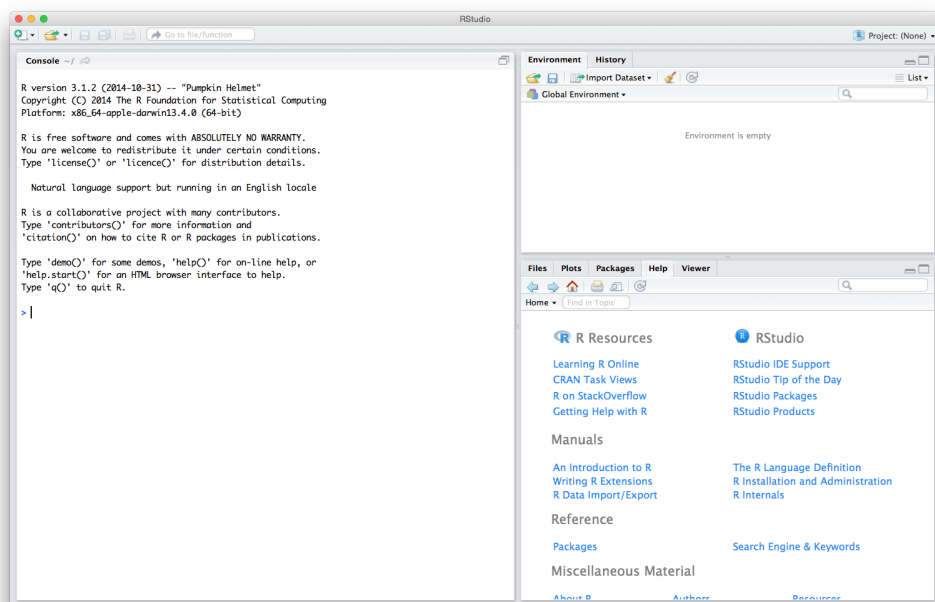 RStudio
Go to file/function
Project: (None)
Console ~/
R version 3.1.2 (2014-10-31) -- "Pumpkin Helmet"
Copyright (C) 2014 The R Foundation for Statistical Computing
Platform: x86_64-apple-darwin13.4.0 (64-bit)
R is free software and comes with ABSOLUTELY NO WARRANTY.
You are welcome to redistribute it under certain conditions.
Type 'license()' or 'licence()' for distribution details.
Natural language support but running in an English locale
R is a collaborative project with many contributors.
Type 'contributors()' for more information and
'citation()' on how to cite R or R packages in publications.
Type 'demo()' for some demos, 'help()' for on-line help, or
'help.start()' for an HTML browser interface to help.
Type 'q()' to quit R.
>
Environment History
Import Dataset List
Global Environment
Environment is empty
Files Plots Packages Help Viewer
Home Find in Topic
R R Resources
R RStudio
Learning R Online
RStudio IDE Support
CRAN Task Views
RStudio Tip of the Day
R on StackOverflow
RStudio Packages
Getting Help with R
RStudio Products
Manuals
An Introduction to R
The R Language Definition
Writing R Extensions
R Installation and Administration
R Data Import/Export
R Internals
Reference
Packages
Search Engine & Keywords
Miscellaneous Material
About R
Authors
Resources